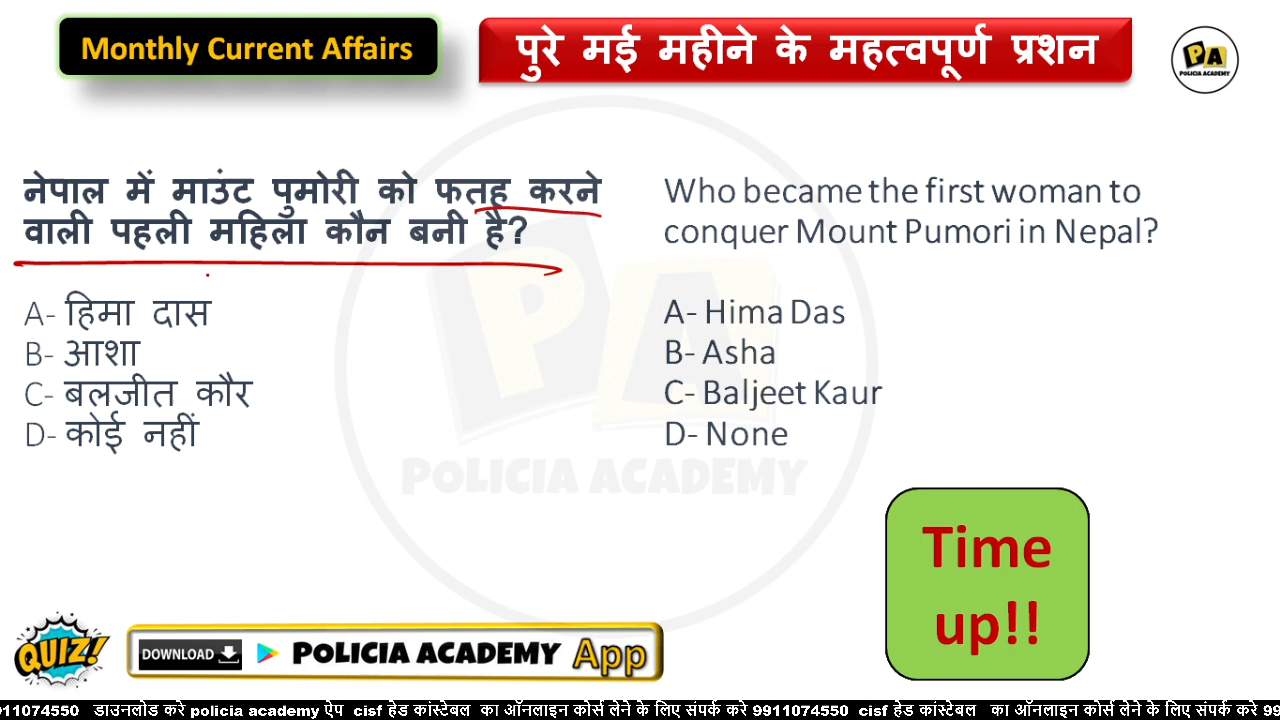 Monthly Current Affairs
पुरे मई महीने के महत्वपूर्ण प्रशन
PA
POLICIA ACADEMY
नेपाल में माउंट पुमोरी को फतह करने
वाली पहली महिला कौन बनी है?
A- हिमा दास
B- आशा
C- बलजीत कौर
D- कोई नहीं
Who became the first woman to
conquer Mount Pumori in Nepal?
A- Hima Das
B- Asha
C- Baljeet Kaur
D- None
PA
POLICIA ACADEMY
Time
up!!
QUIZ!
DOWNLOAD
POLICIA ACADEMY App
911074550 डाउनलोड करे policia academy ऐप cisf हेड कांस्टेबल का ऑनलाइन कोर्स लेने के लिए संपर्क करे 9911074550 cisf हेड कांस्टेबल का ऑनलाइन कोर्स लेने के लिए संपर्क करे 99